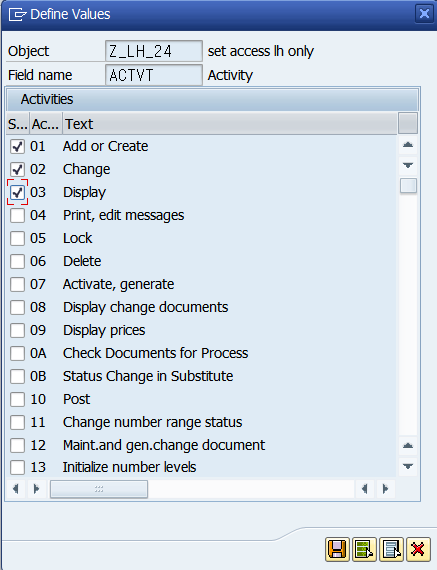 Define Values
Object Z_LH_24 set access lh only
Field name ACTVT Activity
Activities
S... Ac... Text
01 Add or Create
02 Change
03 Display
04 Print, edit messages
05 Lock
06 Delete
07 Activate, generate
08 Display change documents
09 Display prices
0A Check Documents for Process
0B Status Change in Substitute
10 Post
11 Change number range status
12 Maint.and gen.change document
13 Initialize number levels